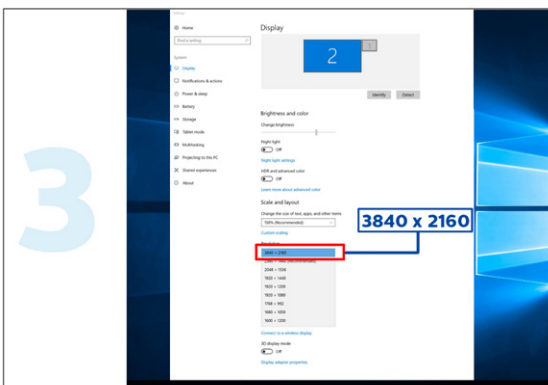 3
Home
Find a setting
System
Display
Notifications & actions
Power & sleep
Battery
Storage
Tablet mode
Multitasking
Projecting to this PC
Shared experiences
About
Display
2
1
Identify
Detect
Brightness and color
Change brightness
Night light
Off
Night light settings
HDR and advanced color
Off
Learn more about advanced color
Scale and layout
Change the size of text, apps, and other items
100% (Recommended)
Custom scaling
Resolution
3840 × 2160
3840 x 2160
2048 × 1536
1920 × 1440
1920 × 1200
1920 × 1080
1680 × 1050
1600 × 1200
Connect to a wireless display
3D display mode
Off
Display adapter properties